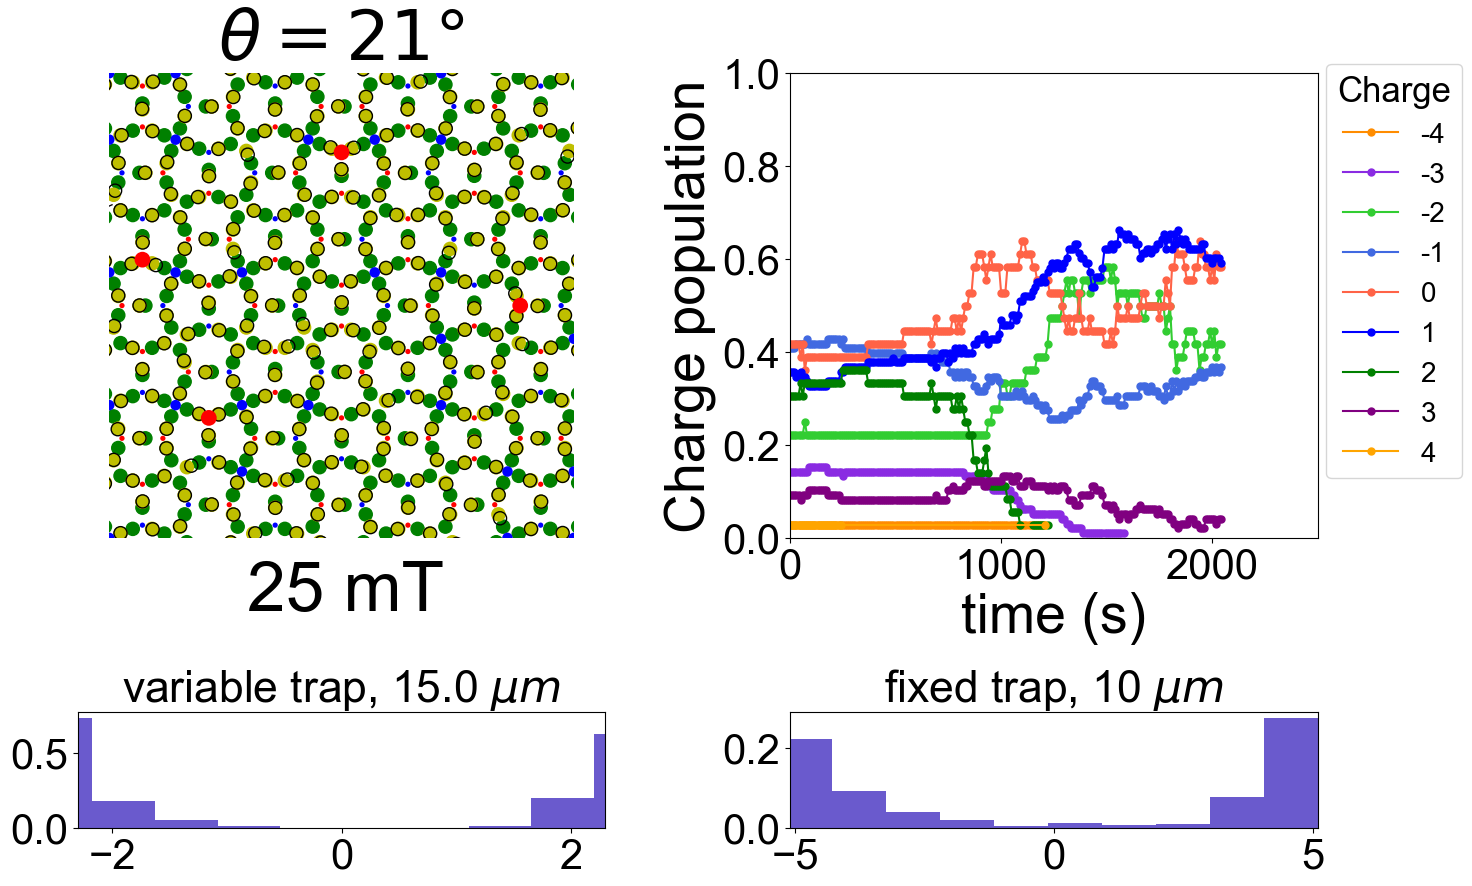 θ = 21°
25 mT
Charge population
1.0
0.8
0.6
0.4
0.2
0.0
0 1000 2000
time (s)
Charge
-4
-3
-2
-1
0
1
2
3
4
variable trap, 15.0 μm
0.5
0.0
−2 0 2
fixed trap, 10 μm
0.2
0.0
−5 0 5